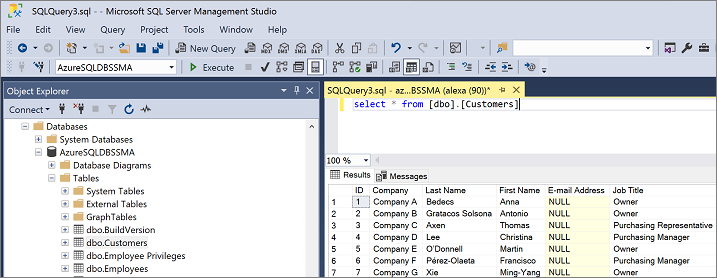 SQLQuery3.sql - - Microsoft SQL Server Management Studio
File Edit View Query Project Tools Window Help
New Query MDX DMX XMLA DAX
AzureSQLDBSSMA Execute
Object Explorer
Connect
Databases
System Databases
AzureSQLDBSSMA
Database Diagrams
Tables
System Tables
External Tables
GraphTables
dbo.BuildVersion
dbo.Customers
dbo.Employee Privileges
dbo.Employees
SQLQuery3.sql - az...BSSMA (alexa (90))*
select * from [dbo].[Customers]
100 %
Results Messages
ID Company Last Name First Name E-mail Address Job Title
1 1 Company A Bedecs Anna NULL Owner
2 2 Company B Gratacos Solsona Antonio NULL Owner
3 3 Company C Axen Thomas NULL Purchasing Representative
4 4 Company D Lee Christina NULL Purchasing Manager
5 5 Company E O'Donnell Martin NULL Owner
6 6 Company F Pérez-Olaeta Francisco NULL Purchasing Manager
7 7 Company G Xie Ming-Yang NULL Owner